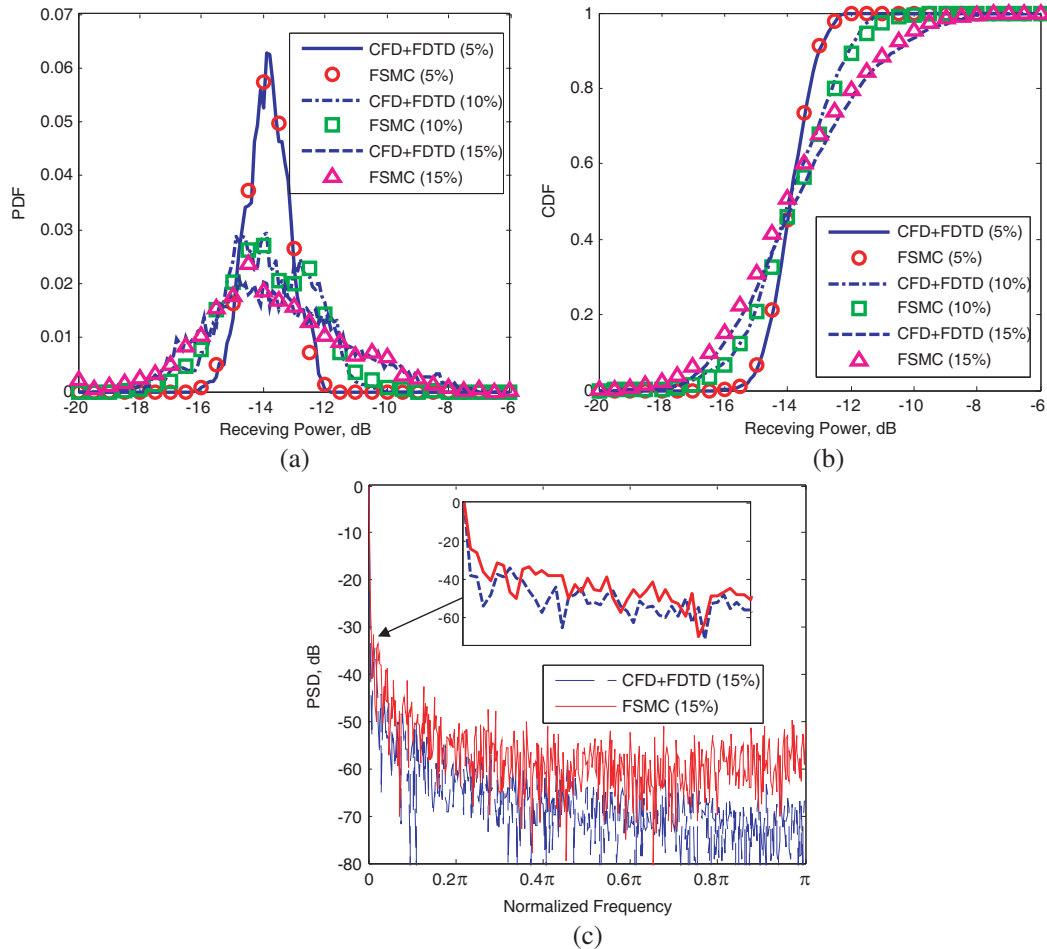 0.07
0.06
0.05
0.04
0.03
0.02
0.01
0
PDF
CFD+FDTD (5%)
FSMC (5%)
CFD+FDTD (10%)
FSMC (10%)
CFD+FDTD (15%)
FSMC (15%)
-20 -18 -16 -14 -12 -10 -8 -6
Receving Power, dB
(a)
1
0.8
0.6
0.4
0.2
0
CDF
CFD+FDTD (5%)
FSMC (5%)
CFD+FDTD (10%)
FSMC (10%)
CFD+FDTD (15%)
FSMC (15%)
-20 -18 -16 -14 -12 -10 -8 -6
Receving Power, dB
(b)
0
-10
-20
-30
-40
-50
-60
-70
-80
PSD, dB
0
-20
-40
-60
CFD+FDTD (15%)
FSMC (15%)
0 0.2π 0.4π 0.6π 0.8π π
Normalized Frequency
(c)